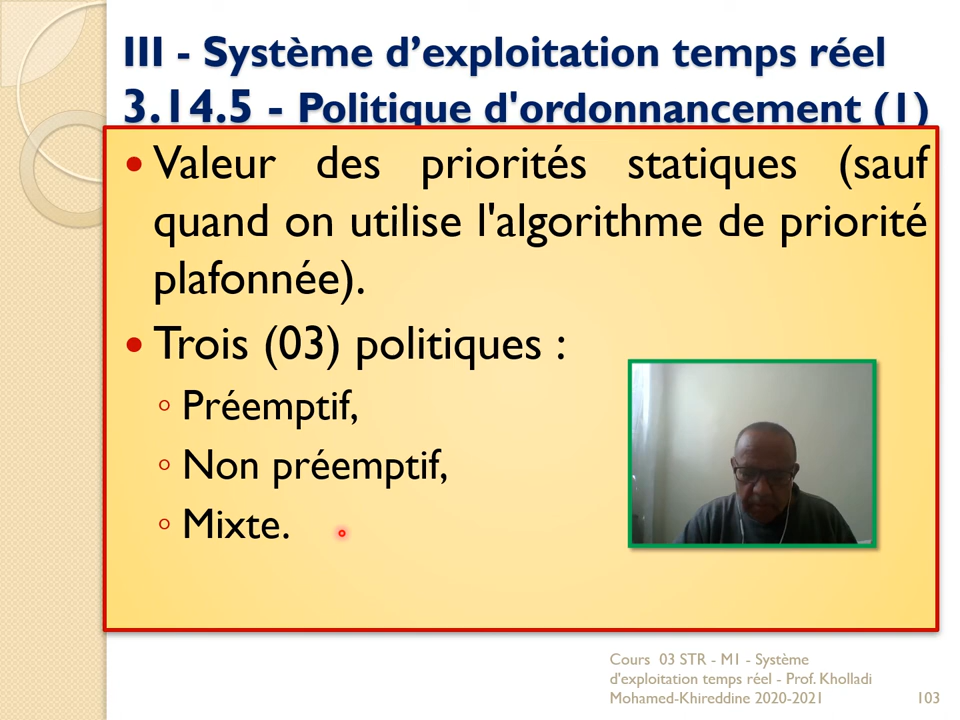 III - Système d’exploitation temps réel
3.14.5 - Politique d'ordonnancement (1)
• Valeur des priorités statiques (sauf
quand on utilise l'algorithme de priorité
plafonnée).
• Trois (03) politiques :
◦ Préemptif,
◦ Non préemptif,
◦ Mixte.
Cours 03 STR - M1 - Système
d'exploitation temps réel - Prof. Kholladi
Mohamed-Khireddine 2020-2021 103